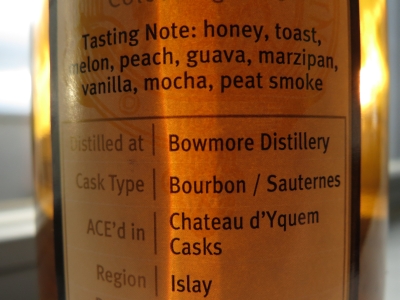 Tasting Note: honey, toast,
melon, peach, guava, marzipan,
vanilla, mocha, peat smoke
Distilled at Bowmore Distillery
Cask Type Bourbon / Sauternes
ACE'd in Chateau d'Yquem
Casks
Region Islay